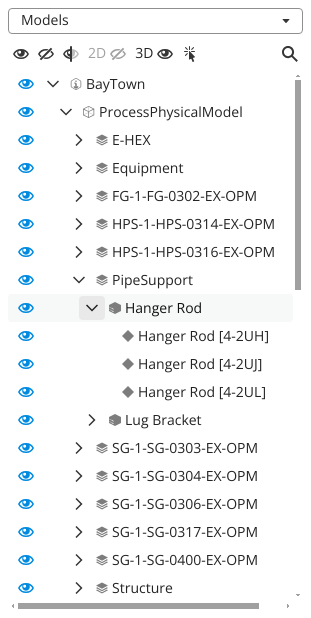 Models
2D 3D
BayTown
ProcessPhysicalModel
E-HEX
Equipment
FG-1-FG-0302-EX-OPM
HPS-1-HPS-0314-EX-OPM
HPS-1-HPS-0316-EX-OPM
PipeSupport
Hanger Rod
Hanger Rod [4-2UH]
Hanger Rod [4-2UJ]
Hanger Rod [4-2UL]
Lug Bracket
SG-1-SG-0303-EX-OPM
SG-1-SG-0304-EX-OPM
SG-1-SG-0306-EX-OPM
SG-1-SG-0317-EX-OPM
SG-1-SG-0400-EX-OPM
Structure